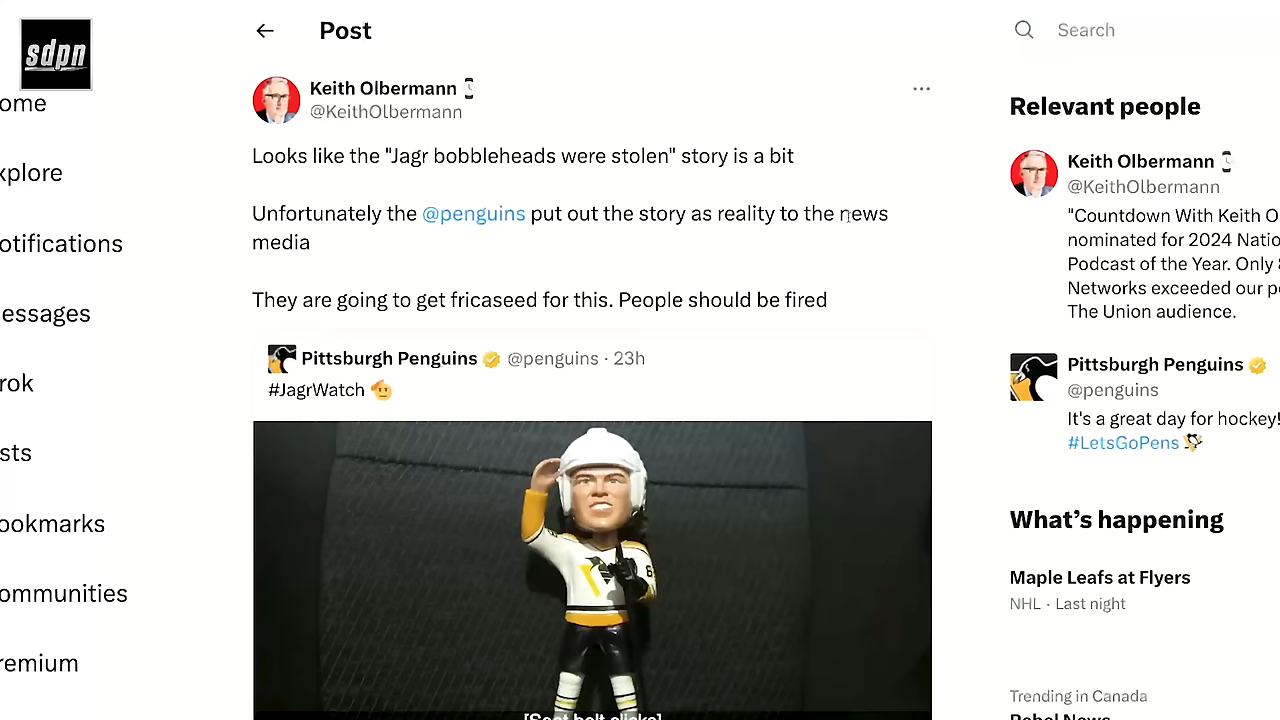 sdpn
Post
Search
Keith Olbermann
@KeithOlbermann
Looks like the "Jagr bobbleheads were stolen" story is a bit
Unfortunately the @penguins put out the story as reality to the news
media
They are going to get fricaseed for this. People should be fired
Pittsburgh Penguins @penguins · 23h
#JagrWatch
[Seat belt clicks]
ome
xplore
otifications
essages
rok
sts
ookmarks
ommunities
remium
Relevant people
Keith Olbermann
@KeithOlbermann
"Countdown With Keith O
nominated for 2024 Natio
Podcast of the Year. Only
Networks exceeded our p
The Union audience.
Pittsburgh Penguins
@penguins
It's a great day for hockey!
#LetsGoPens
What's happening
Maple Leafs at Flyers
NHL · Last night
Trending in Canada
Rebel News